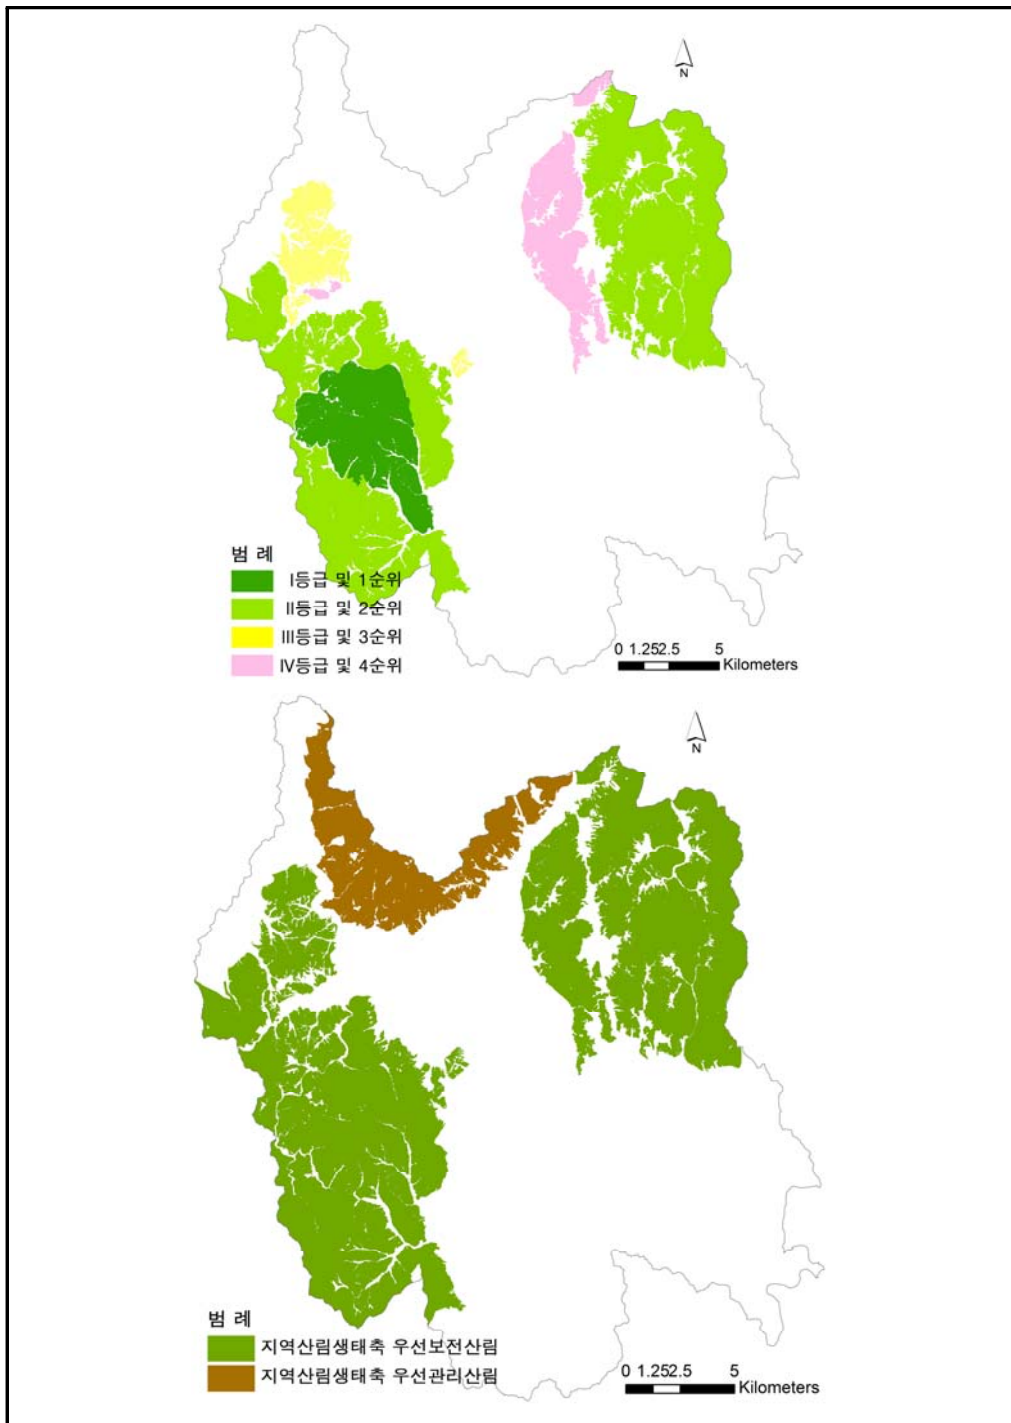 N
범 례
I등급 및 1순위
II등급 및 2순위
III등급 및 3순위
IV등급 및 4순위
0 1.252.5 5
Kilometers
N
범 례
지역산림생태축 우선보전산림
지역산림생태축 우선관리산림
0 1.252.5 5
Kilometers